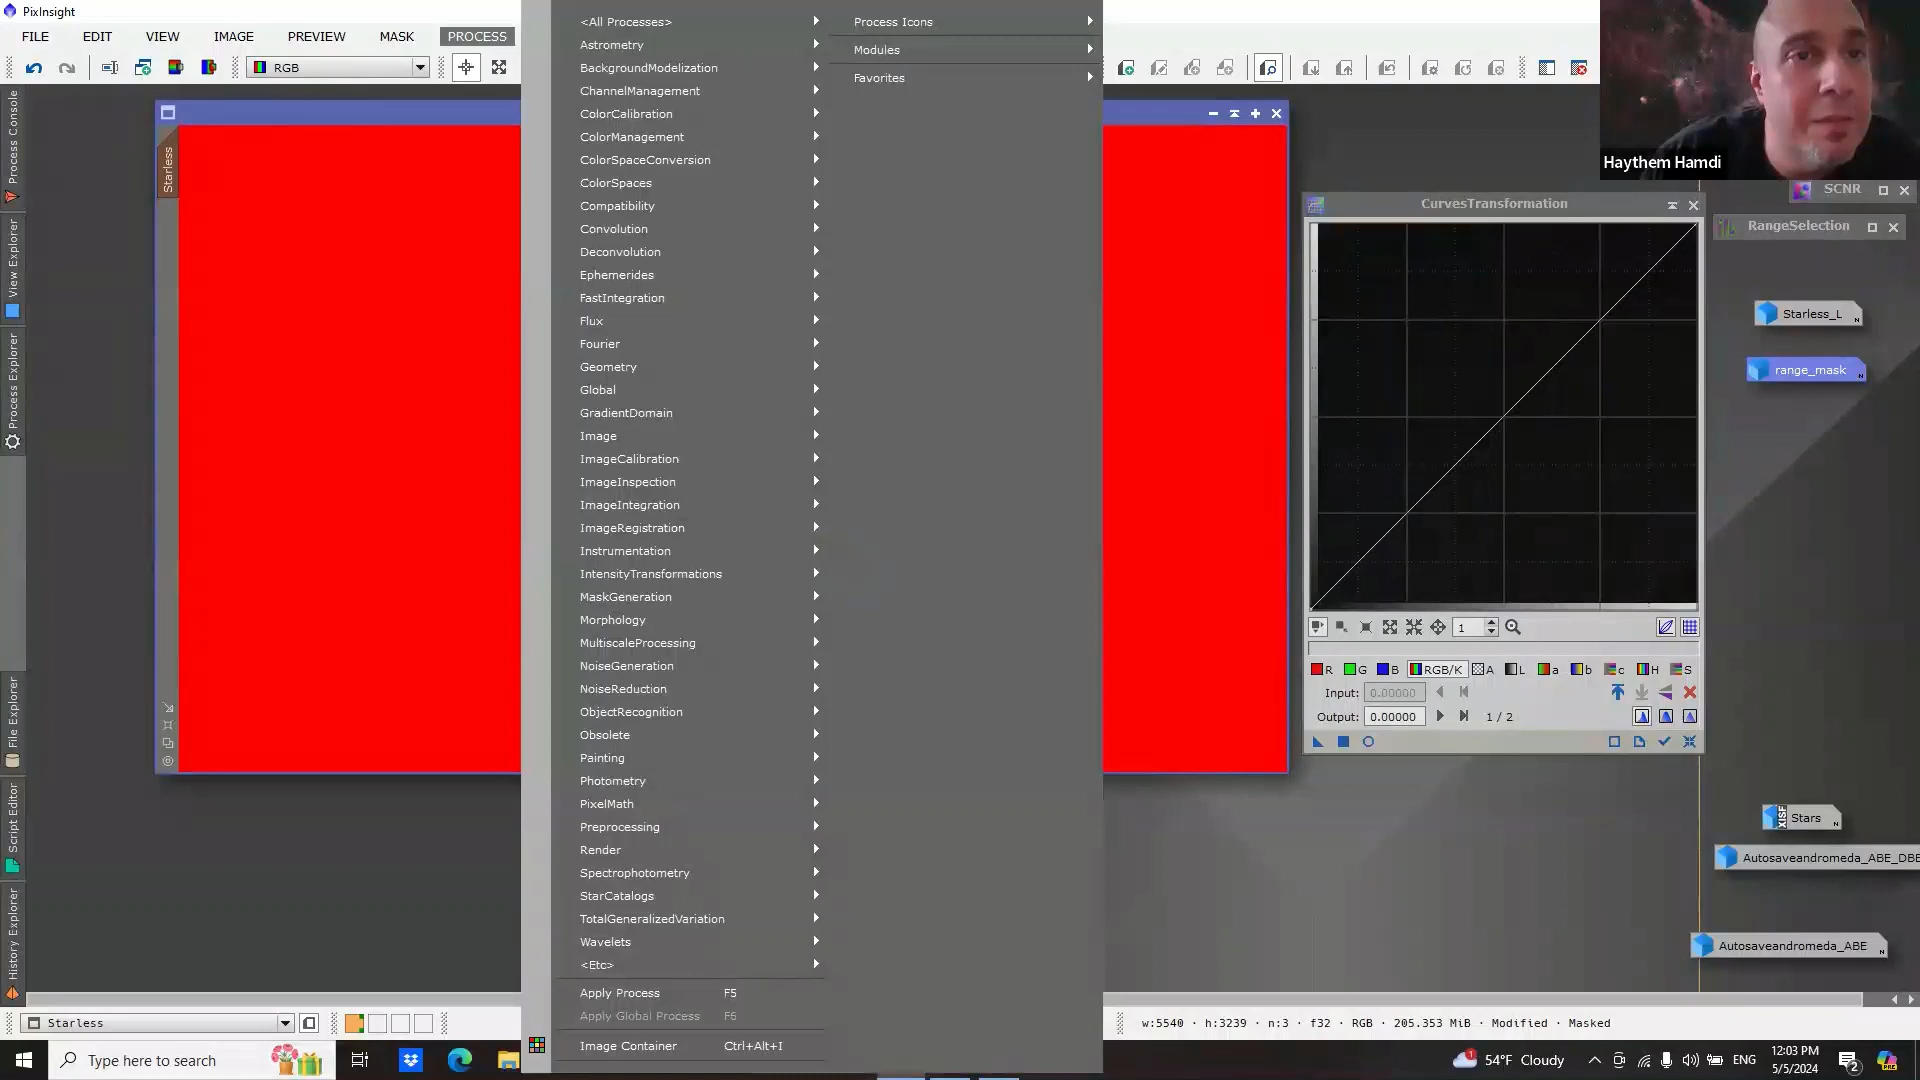 PixInsight
FILE EDIT VIEW IMAGE PREVIEW MASK PROCESS
RGB
<All Processes>
Astrometry
BackgroundModelization
ChannelManagement
ColorCalibration
ColorManagement
ColorSpaceConversion
ColorSpaces
Compatibility
Convolution
Deconvolution
Ephemerides
FastIntegration
Flux
Fourier
Geometry
Global
GradientDomain
Image
ImageCalibration
ImageInspection
ImageIntegration
ImageRegistration
Instrumentation
IntensityTransformations
MaskGeneration
Morphology
MultiscaleProcessing
NoiseGeneration
NoiseReduction
ObjectRecognition
Obsolete
Painting
Photometry
PixelMath
Preprocessing
Render
Spectrophotometry
StarCatalogs
TotalGeneralizedVariation
Wavelets
<Etc>
Apply Process F5
Apply Global Process F6
Image Container Ctrl+Alt+I
Process Icons
Modules
Favorites
Process Console
View Explorer
Process Explorer
File Explorer
Script Editor
History Explorer
Starless
Haythem Hamdi
SCNR
RangeSelection
CurvesTransformation
1
R G B RGB/K A L a b c H S
Input: 0.00000
Output: 0.00000 1 / 2
Starless_L
N
range_mask
N
XISF Stars
N
Autosaveandromeda_ABE_DBE
Autosaveandromeda_ABE
N
Starless
w:5540 · h:3239 · n:3 · f32 · RGB · 205.353 MiB · Modified · Masked
Type here to search
1
54°F Cloudy
ENG
12:03 PM
5/5/2024
2
PRE